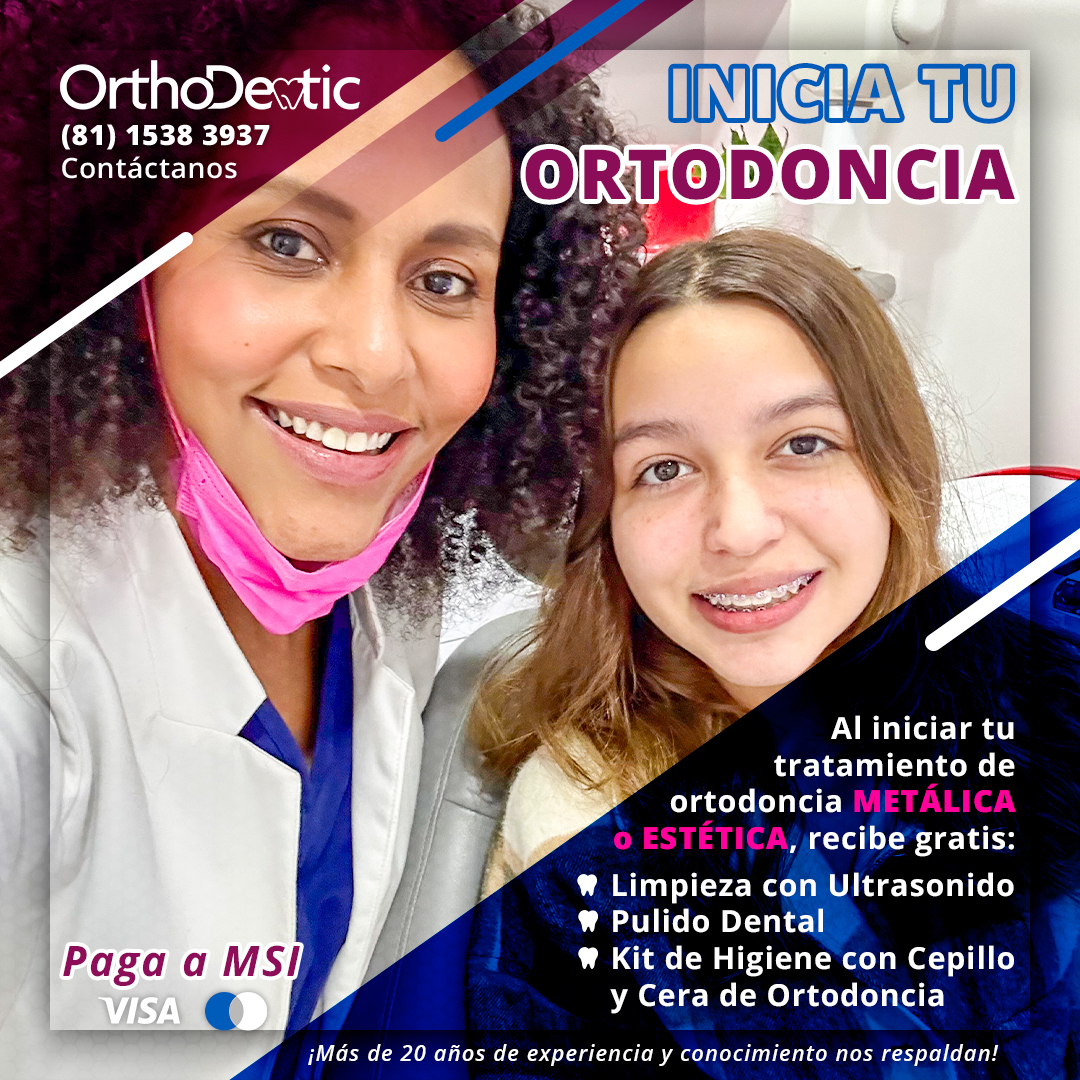 OrthoDentic
(81) 1538 3937
Contáctanos
INICIA TU
ORTODONCIA
Al iniciar tu
tratamiento de
ortodoncia METÁLICA
o ESTÉTICA, recibe gratis:
Limpieza con Ultrasonido
Pulido Dental
Kit de Higiene con Cepillo
y Cera de Ortodoncia
Paga a MSI
VISA
¡Más de 20 años de experiencia y conocimiento nos respaldan!